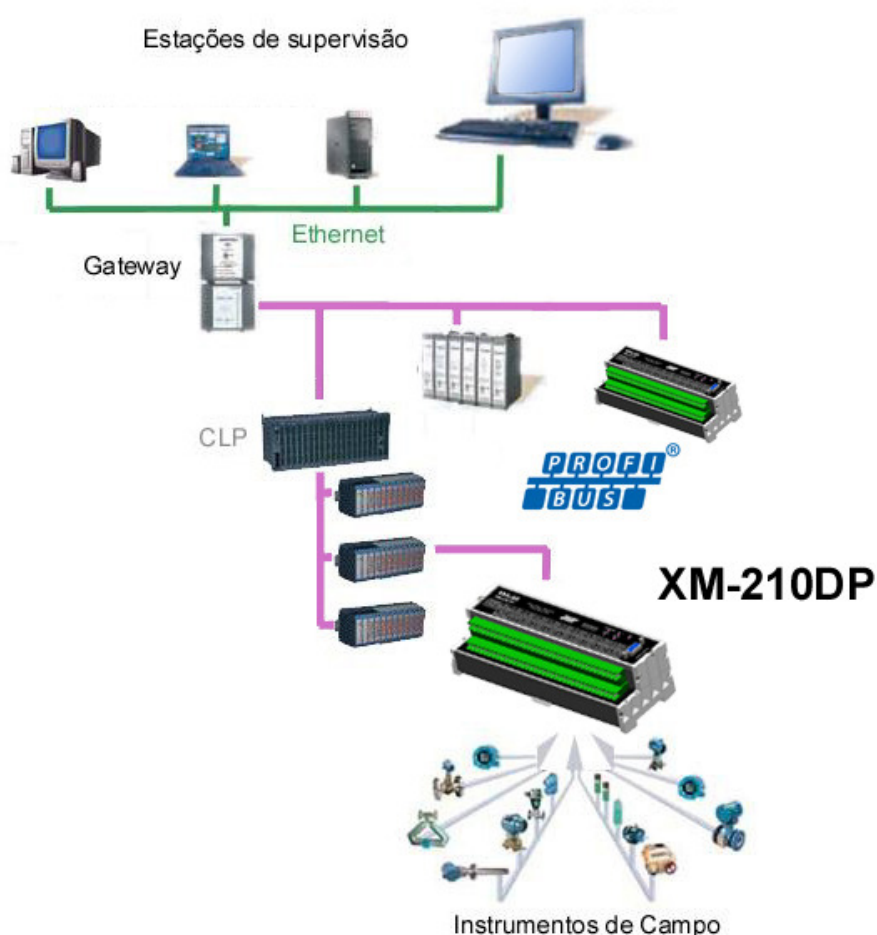 Estações de supervisão
Ethernet
Gateway
CLP
PROFI
BUS
®
XM-210DP
Instrumentos de Campo